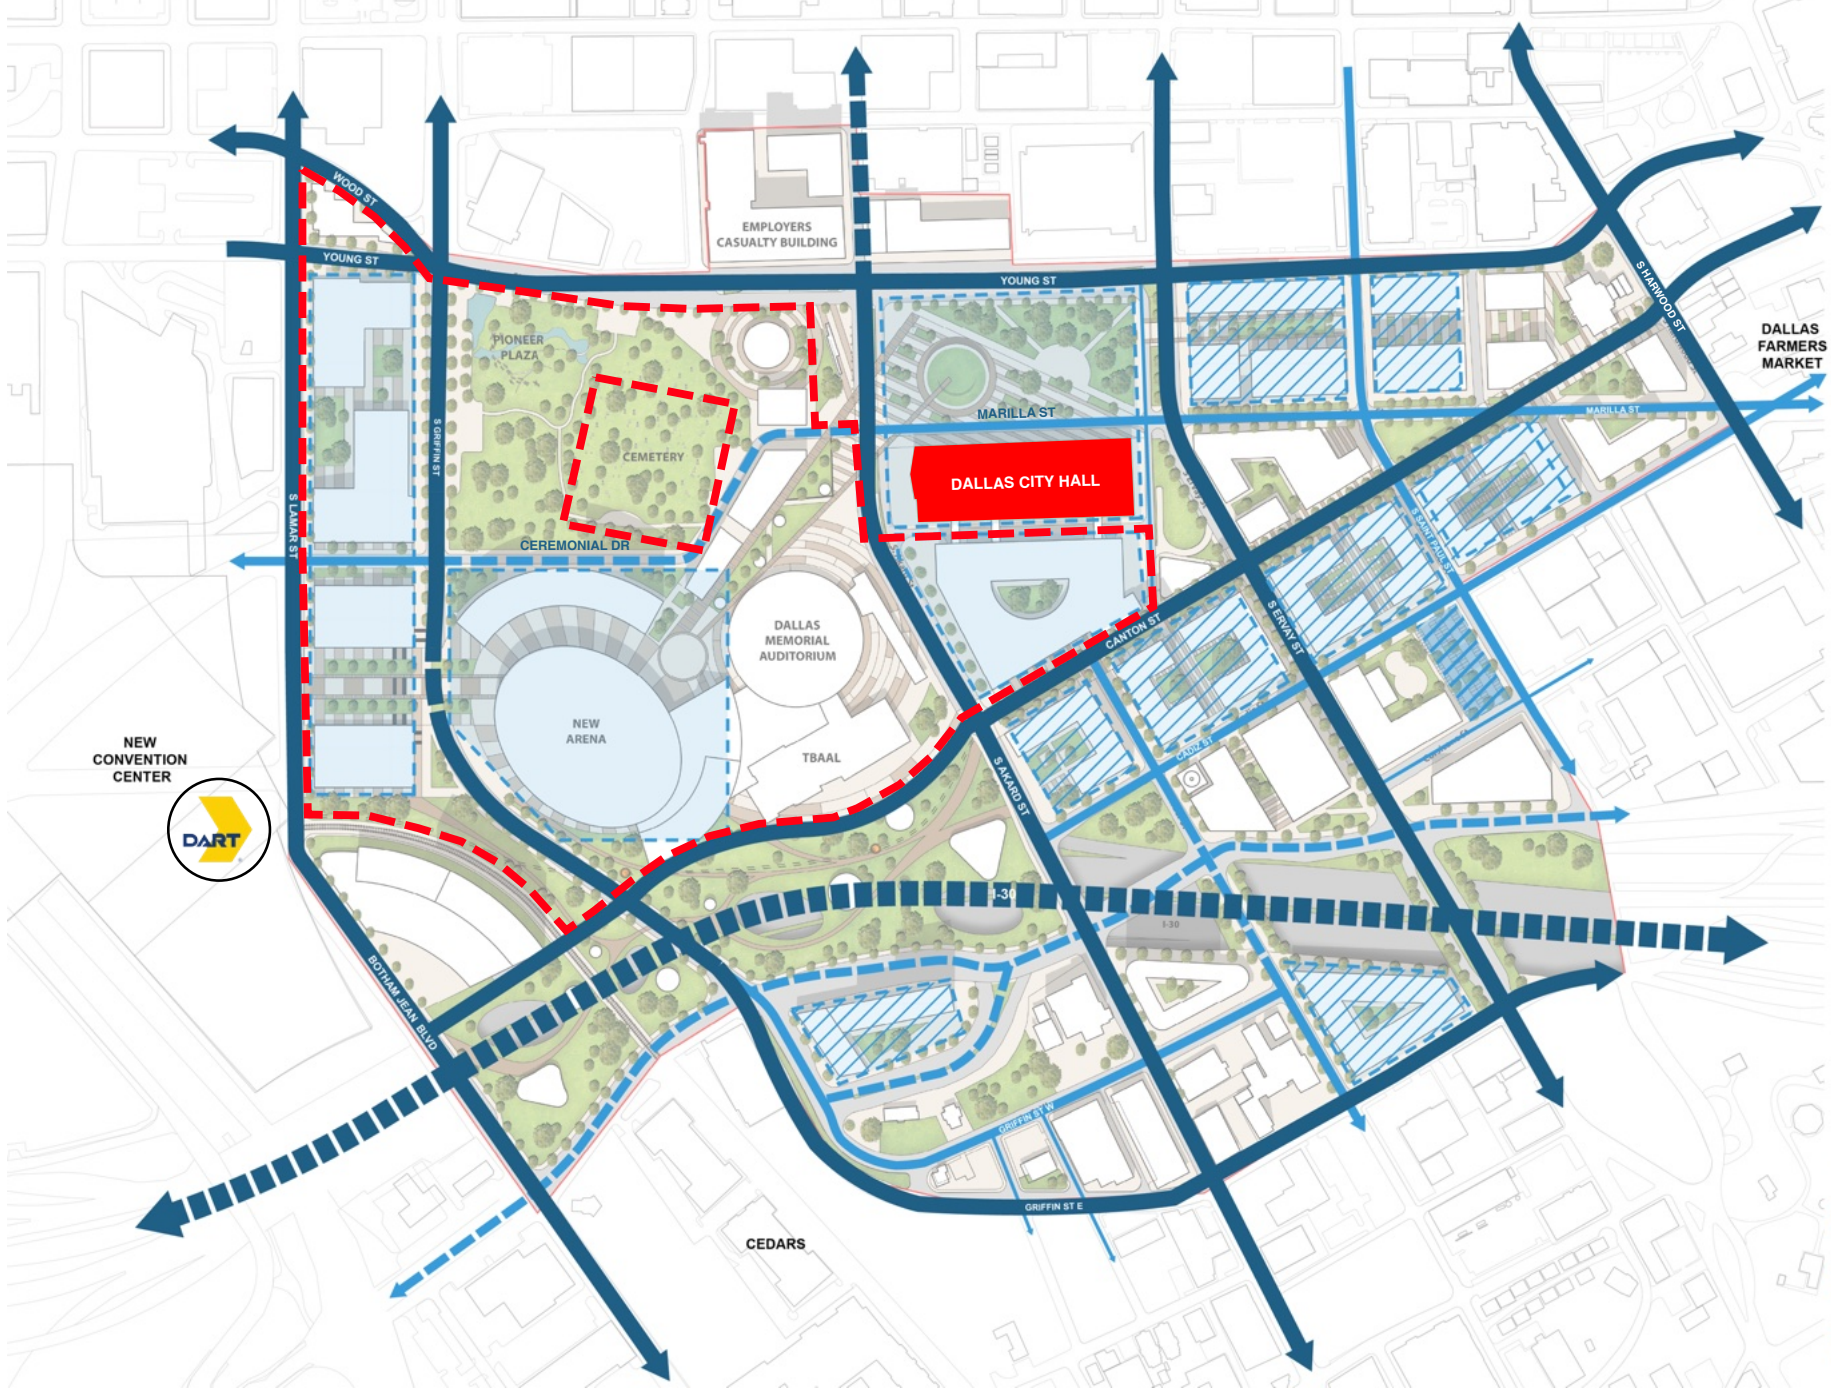 WOOD ST
YOUNG ST
EMPLOYERS
CASUALTY BUILDING
YOUNG ST
S HARWOOD ST
DALLAS
FARMERS
MARKET
PIONEER
PLAZA
S GRIFFIN ST
CEMETERY
MARILLA ST
MARILLA ST
DALLAS CITY HALL
S LAMAR ST
CEREMONIAL DR
S SAINT PAUL ST
DALLAS
MEMORIAL
AUDITORIUM
CANTON ST
S ERVAY ST
NEW
ARENA
TBAAL
CADIZ ST
NEW
CONVENTION
CENTER
DART
S AKARD ST
I-30
I-30
BOTHAM JEAN BLVD
GRIFFIN ST W
GRIFFIN ST E
CEDARS